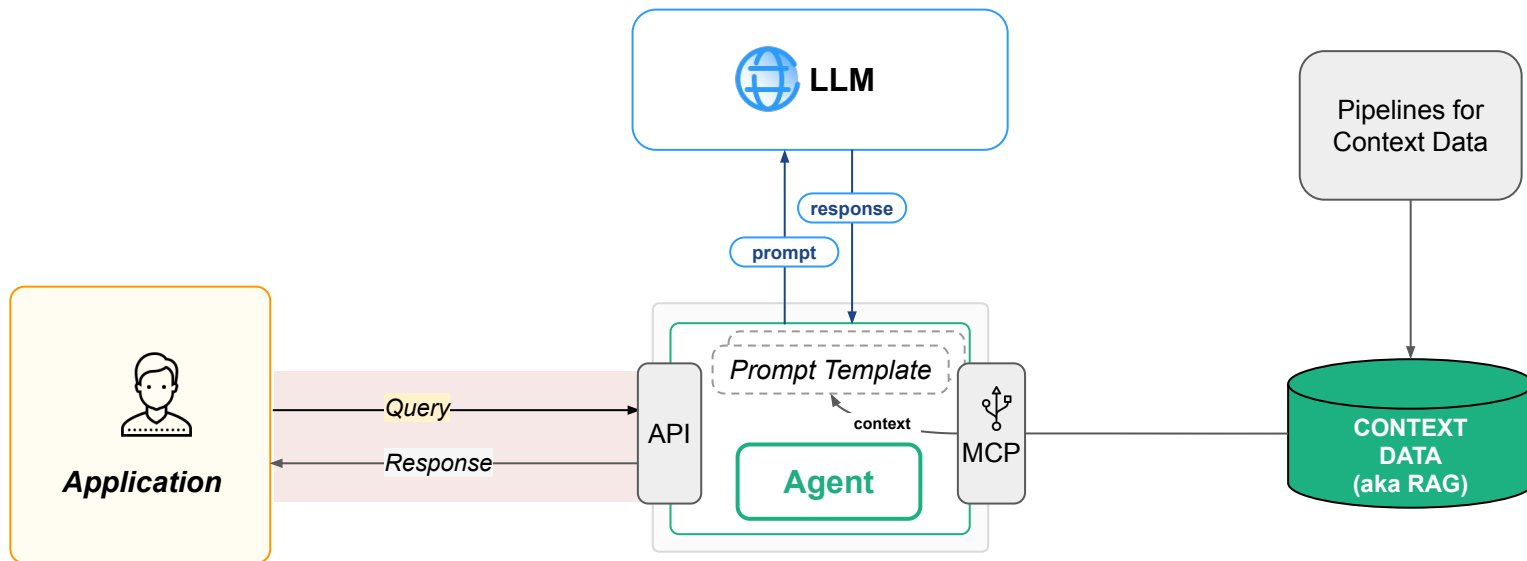 LLM
Pipelines for
Context Data
response
prompt
Prompt Template
Query
API
context
MCP
CONTEXT
DATA
(aka RAG)
Response
Application
Agent